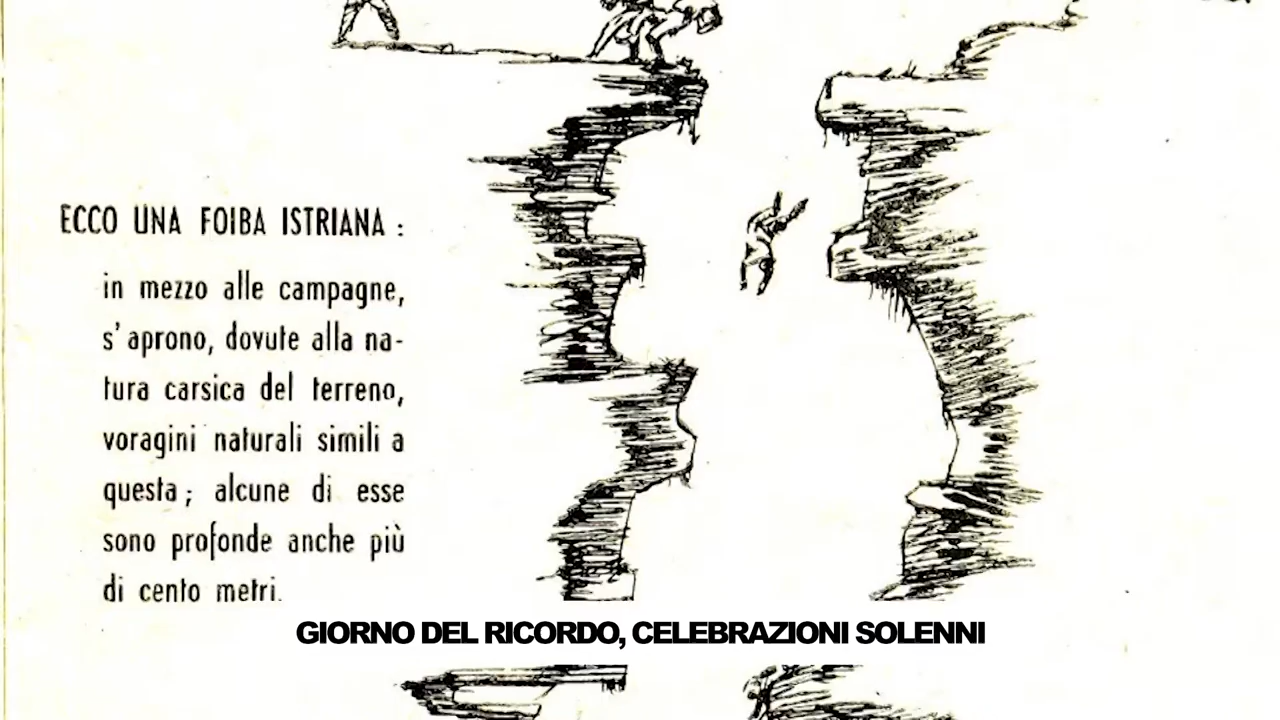 ECCO UNA FOIBA ISTRIANA :
in mezzo alle campagne,
s' aprono, dovute alla na-
tura carsica del terreno,
voragini naturali simili a
questa ; alcune di esse
sono profonde anche più
di cento metri.
GIORNO DEL RICORDO, CELEBRAZIONI SOLENNI